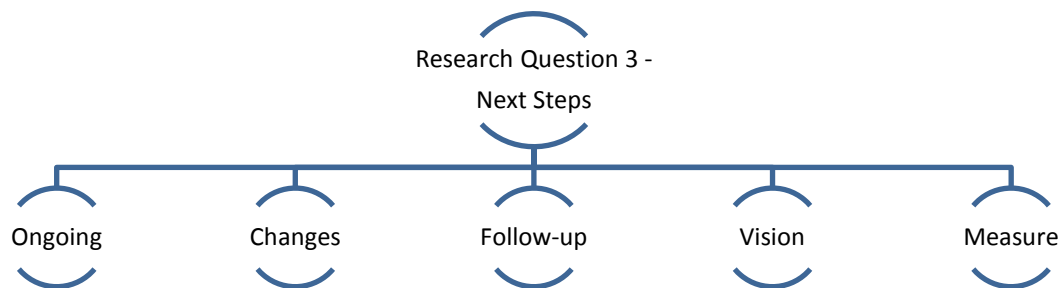 Research Question 3 -
Next Steps
Ongoing
Changes
Follow-up
Vision
Measure